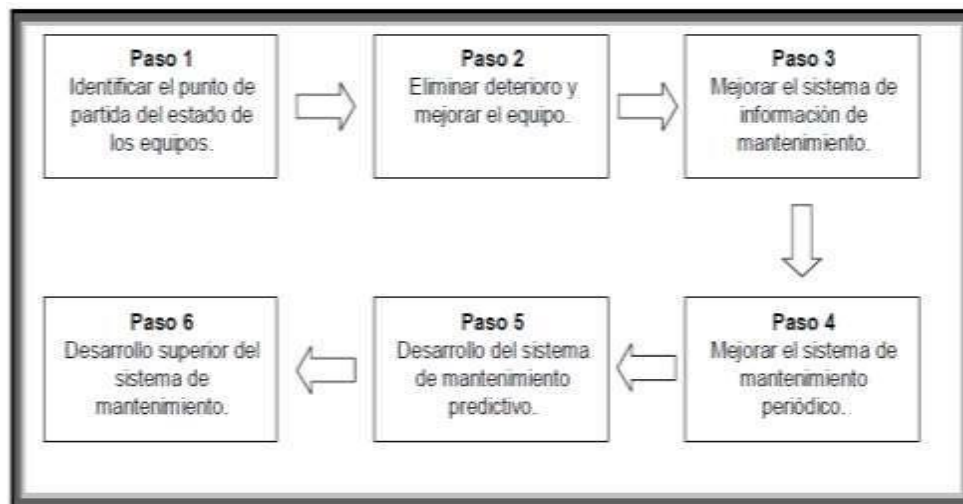 Paso 1
Identificar el punto de
partida del estado de
los equipos.
Paso 2
Eliminar deterioro y
mejorar el equipo.
Paso 3
Mejorar el sistema de
información de
mantenimiento.
Paso 4
Mejorar el sistema de
mantenimiento
periódico.
Paso 5
Desarrollo del sistema
de mantenimiento
predictivo.
Paso 6
Desarrollo superior del
sistema de
mantenimiento.